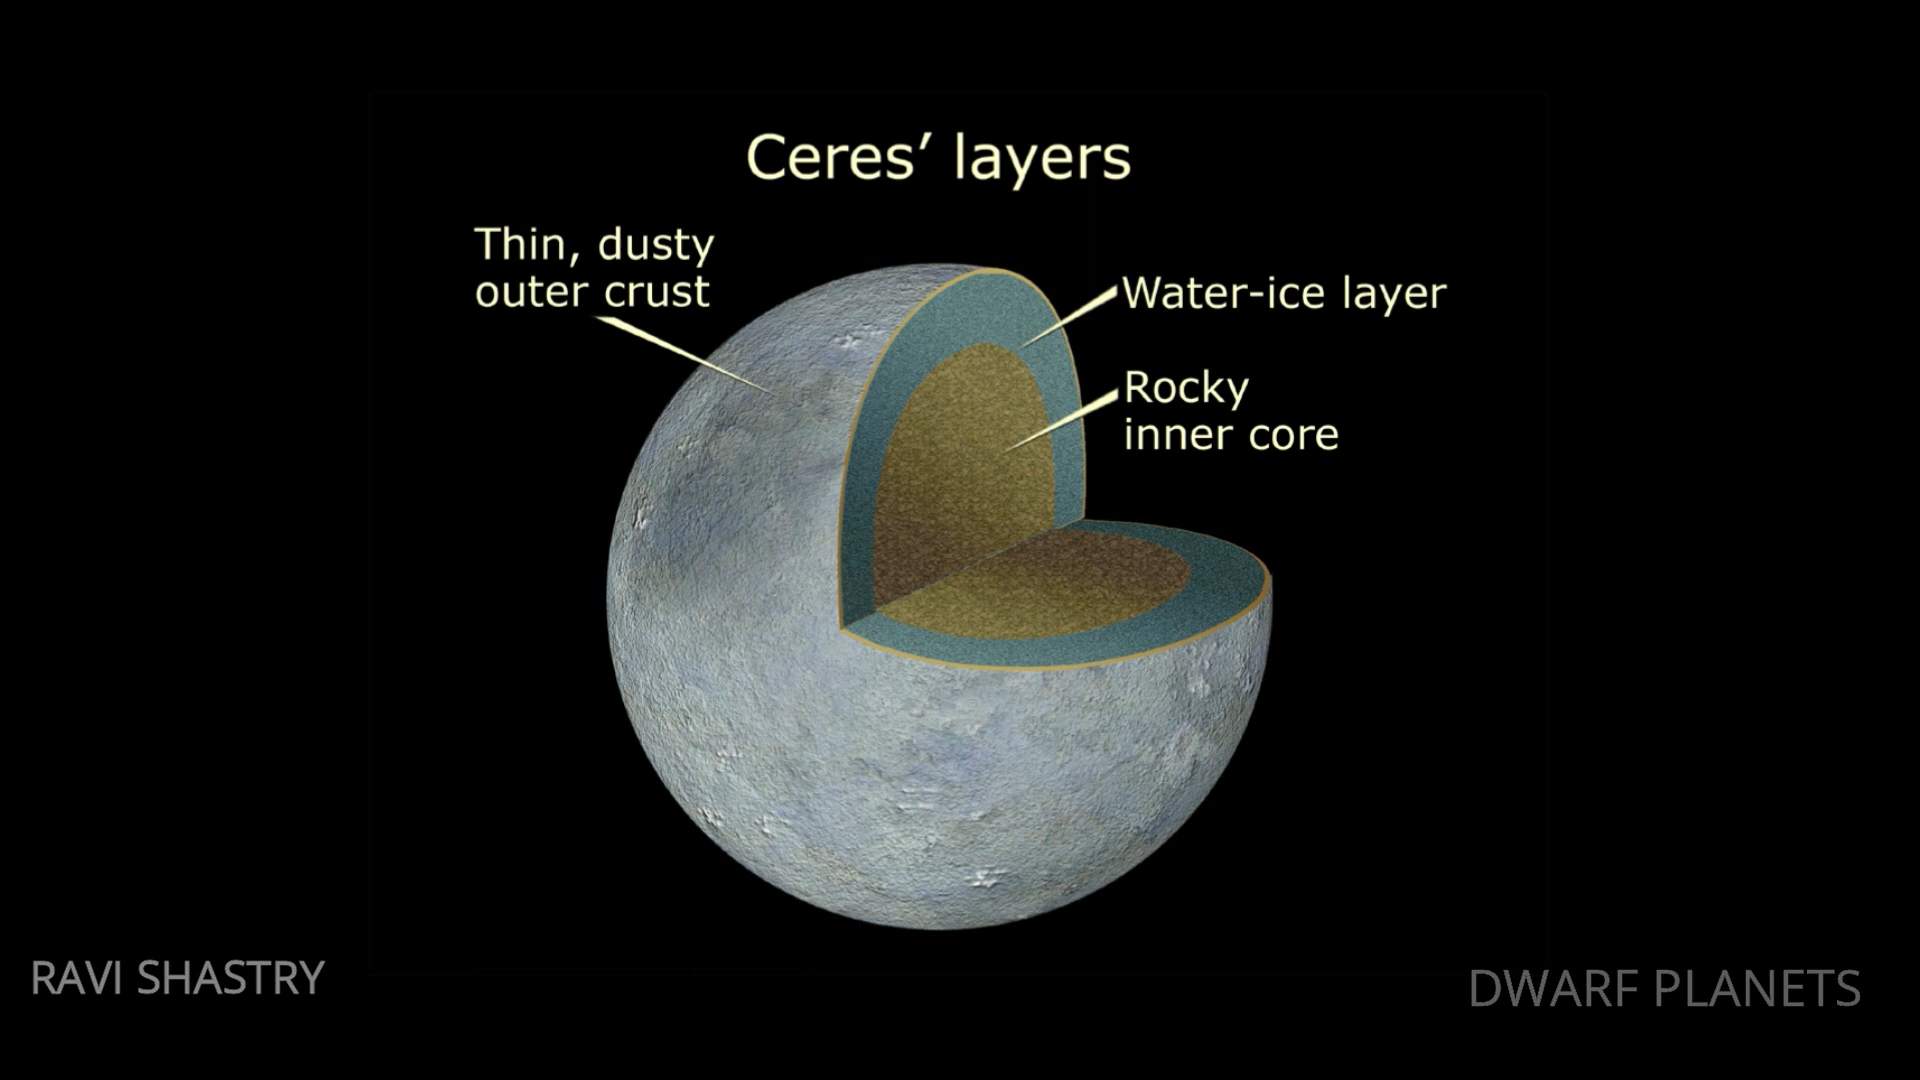 Ceres’ layers
Thin, dusty
outer crust
Water-ice layer
Rocky
inner core
RAVI SHASTRY
DWARF PLANETS